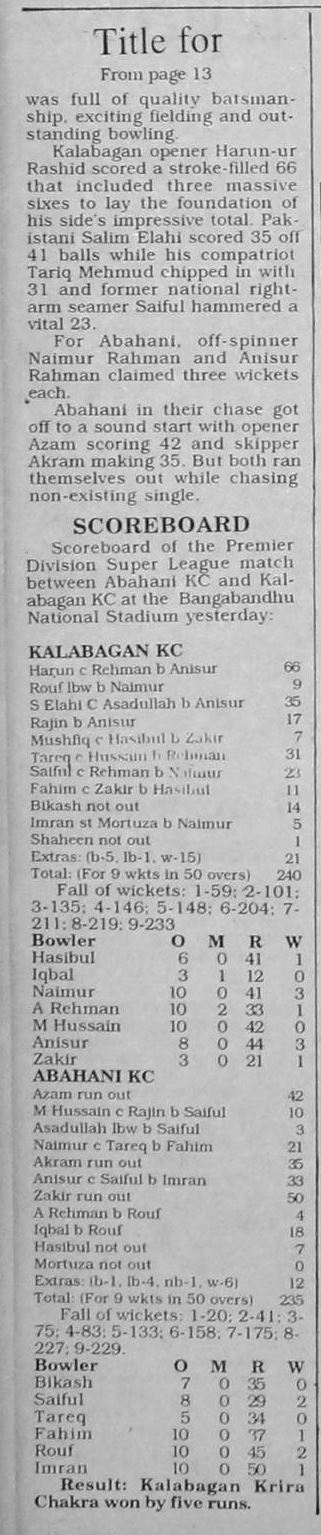 Title for
From page 13
was full of quality batsman-
ship, exciting fielding and out-
standing bowling.
Kalabagan opener Harun-ur
Rashid scored a stroke-filled 66
that included three massive
sixes to lay the foundation of
his side's impressive total. Pak-
istani Salim Elahi scored 35 off
41 balls while his compatriot
Tariq Mehmud chipped in with
31 and former national right-
arm seamer Saiful hammered a
vital 23.
For Abahani, off-spinner
Naimur Rahman and Anisur
Rahman claimed three wickets
each.
Abahani in their chase got
off to a sound start with opener
Azam scoring 42 and skipper
Akram making 35. But both ran
themselves out while chasing
non-existing single.
SCOREBOARD
Scoreboard of the Premier
Division Super League match
between Abahani KC and Kal-
abagan KC at the Bangabandhu
National Stadium yesterday:
KALABAGAN KC
Harun c Rehman b Anisur 66
Rouf lbw b Naimur 9
S Elahi C Asadullah b Anisur 35
Rajin b Anisur 17
Mushfiq c Hasibul b Zakir 7
Tareq c Hussain b Rehman 31
Saiful c Rehman b Naimur 23
Fahim c Zakir b Hasibul 11
Bikash not out 14
Imran st Mortuza b Naimur 5
Shaheen not out 1
Extras: (b-5, lb-1, w-15) 21
Total: (For 9 wkts in 50 overs) 240
Fall of wickets: 1-59; 2-101;
3-135; 4-146; 5-148; 6-204; 7-
211; 8-219; 9-233
Bowler O M R W
Hasibul 6 0 41 1
Iqbal 3 1 12 0
Naimur 10 0 41 3
A Rehman 10 2 33 1
M Hussain 10 0 42 0
Anisur 8 0 44 3
Zakir 3 0 21 1
ABAHANI KC
Azam run out 42
M Hussain c Rajin b Saiful 10
Asadullah lbw b Saiful 3
Naimur c Tareq b Fahim 21
Akram run out 35
Anisur c Saiful b Imran 33
Zakir run out 50
A Rehman b Rouf 4
Iqbal b Rouf 18
Hasibul not out 7
Mortuza not out 0
Extras: (b-1, lb-4, nb-1, w-6) 12
Total: (For 9 wkts in 50 overs) 235
Fall of wickets: 1-20; 2-41; 3-
75; 4-83; 5-133; 6-158; 7-175; 8-
227; 9-229.
Bowler O M R W
Bikash 7 0 35 0
Saiful 8 0 29 2
Tareq 5 0 34 0
Fahim 10 0 37 1
Rouf 10 0 45 2
Imran 10 0 50 1
Result: Kalabagan Krira
Chakra won by five runs.